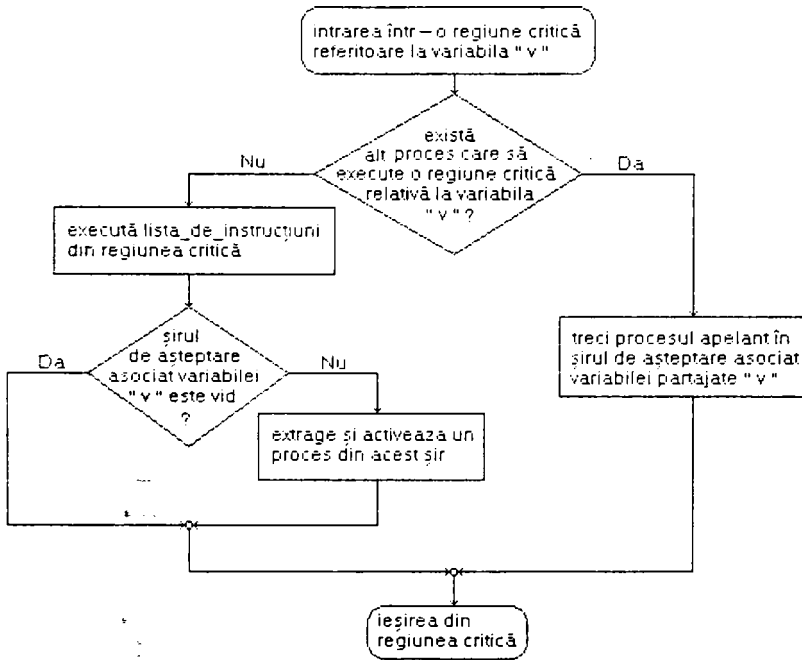 intrarea într–o regiune critică
referitoare la variabila "v"
există
alt proces care să
execute o regiune critică
relativă la variabila
"v" ?
Nu
Da
execută lista_de_instrucțiuni
din regiunea critică
șirul
de așteptare
asociat variabilei
"v" este vid
?
Da
Nu
treci procesul apelant în
șirul de așteptare asociat
variabilei partajate "v"
extrage și activeaza un
proces din acest șir
ieșirea din
regiunea critică